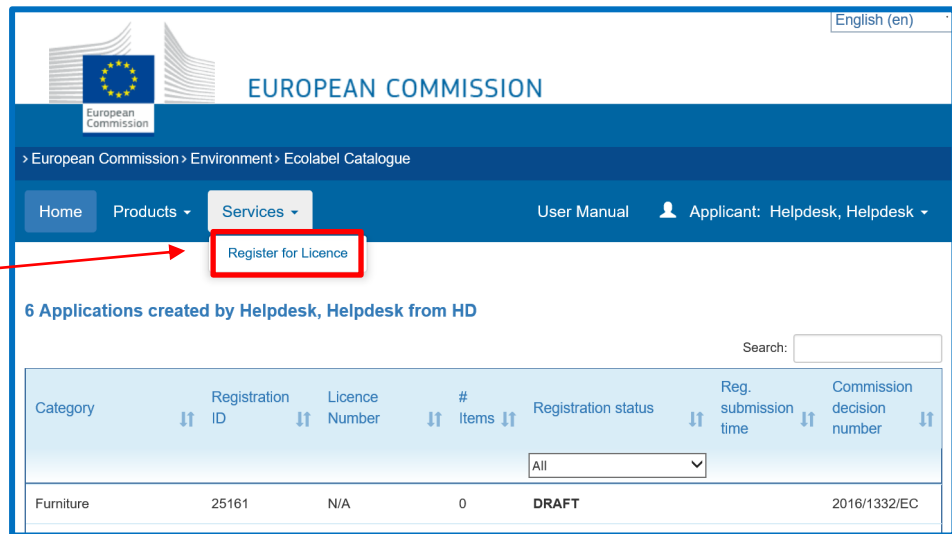 English (en)
EUROPEAN COMMISSION
European
Commission
> European Commission > Environment > Ecolabel Catalogue
Home Products Services User Manual Applicant: Helpdesk, Helpdesk
Register for Licence
6 Applications created by Helpdesk, Helpdesk from HD
Search:
Category Registration ID Licence Number # Items Registration status Reg. submission time Commission decision number
All
Furniture 25161 N/A 0 DRAFT 2016/1332/EC